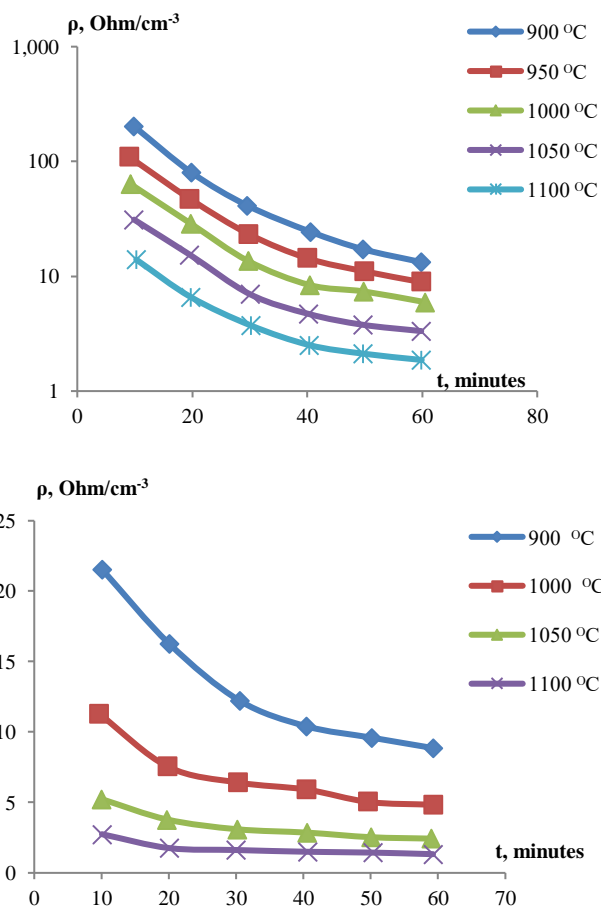 ρ, Ohm/cm-3
1,000
100
10
1
0 20 40 60 80
t, minutes
900 OC
950 OC
1000 OC
1050 OC
1100 OC
ρ, Ohm/cm-3
25
20
15
10
5
0
0 10 20 30 40 50 60 70
t, minutes
900 OC
1000 OC
1050 OC
1100 OC